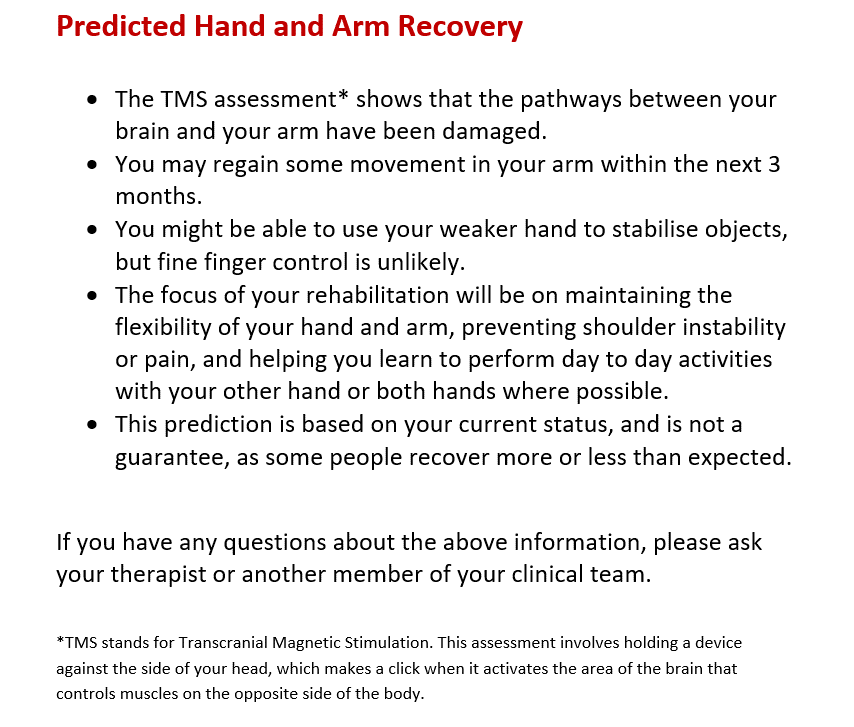 Predicted Hand and Arm Recovery
• The TMS assessment* shows that the pathways between your
brain and your arm have been damaged.
• You may regain some movement in your arm within the next 3
months.
• You might be able to use your weaker hand to stabilise objects,
but fine finger control is unlikely.
• The focus of your rehabilitation will be on maintaining the
flexibility of your hand and arm, preventing shoulder instability
or pain, and helping you learn to perform day to day activities
with your other hand or both hands where possible.
• This prediction is based on your current status, and is not a
guarantee, as some people recover more or less than expected.
If you have any questions about the above information, please ask
your therapist or another member of your clinical team.
*TMS stands for Transcranial Magnetic Stimulation. This assessment involves holding a device
against the side of your head, which makes a click when it activates the area of the brain that
controls muscles on the opposite side of the body.